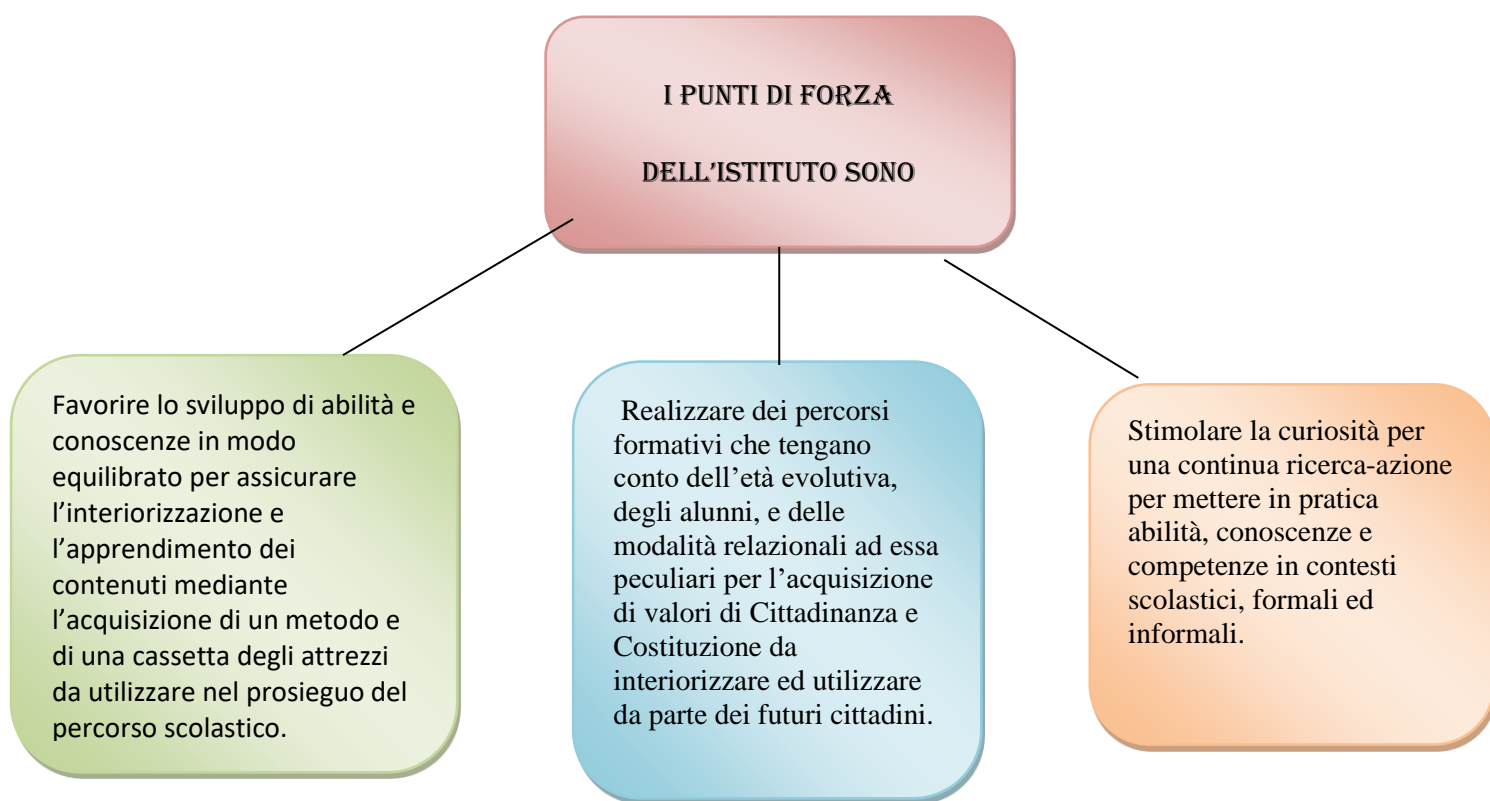 I PUNTI DI FORZA
DELL'ISTITUTO SONO
Favorire lo sviluppo di abilità e
conoscenze in modo
equilibrato per assicurare
l'interiorizzazione e
l'apprendimento dei
contenuti mediante
l'acquisizione di un metodo e
di una cassetta degli attrezzi
da utilizzare nel prosieguo del
percorso scolastico.
Realizzare dei percorsi
formativi che tengano
conto dell'età evolutiva,
degli alunni, e delle
modalità relazionali ad essa
peculiari per l'acquisizione
di valori di Cittadinanza e
Costituzione da
interiorizzare ed utilizzare
da parte dei futuri cittadini.
Stimolare la curiosità per
una continua ricerca-azione
per mettere in pratica
abilità, conoscenze e
competenze in contesti
scolastici, formali ed
informali.